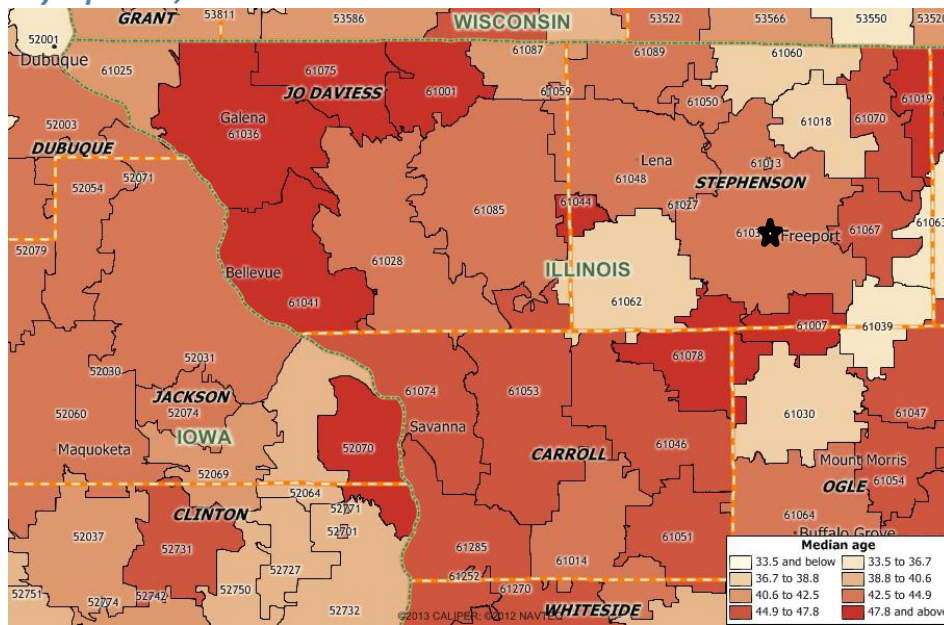 GRANT
53811
53586
WISCONSIN
53522
53566
53550
52001
Dubuque
61025
61075
61087
61089
61060
JO DAVIESS
61001
61059
61050
61019
Galena
61036
61018
61070
52003
DUBUQUE
Lena
61013
52054
52071
61048
STEPHENSON
61085
61044
61027
61063
Freeport
61067
52079
61028
Bellevue
ILLINOIS
61041
61062
61007
61039
52031
52030
61078
JACKSON
61074
61053
52060
52074
Savanna
61030
61047
IOWA
Maquoketa
52070
CARROLL
61046
Mount Morris
52069
OGLE
61054
52064
CLINTON
52771
61064
52037
52701
61051
Buffalo Grove
52731
61285
61014
52727
61252
52751
52774
52742
52750
61270
52732
WHITESIDE
©2013 CALIPER; ©2012 NAVTEQ
Median age
33.5 and below
33.5 to 36.7
36.7 to 38.8
38.8 to 40.6
40.6 to 42.5
42.5 to 44.9
44.9 to 47.8
47.8 and above